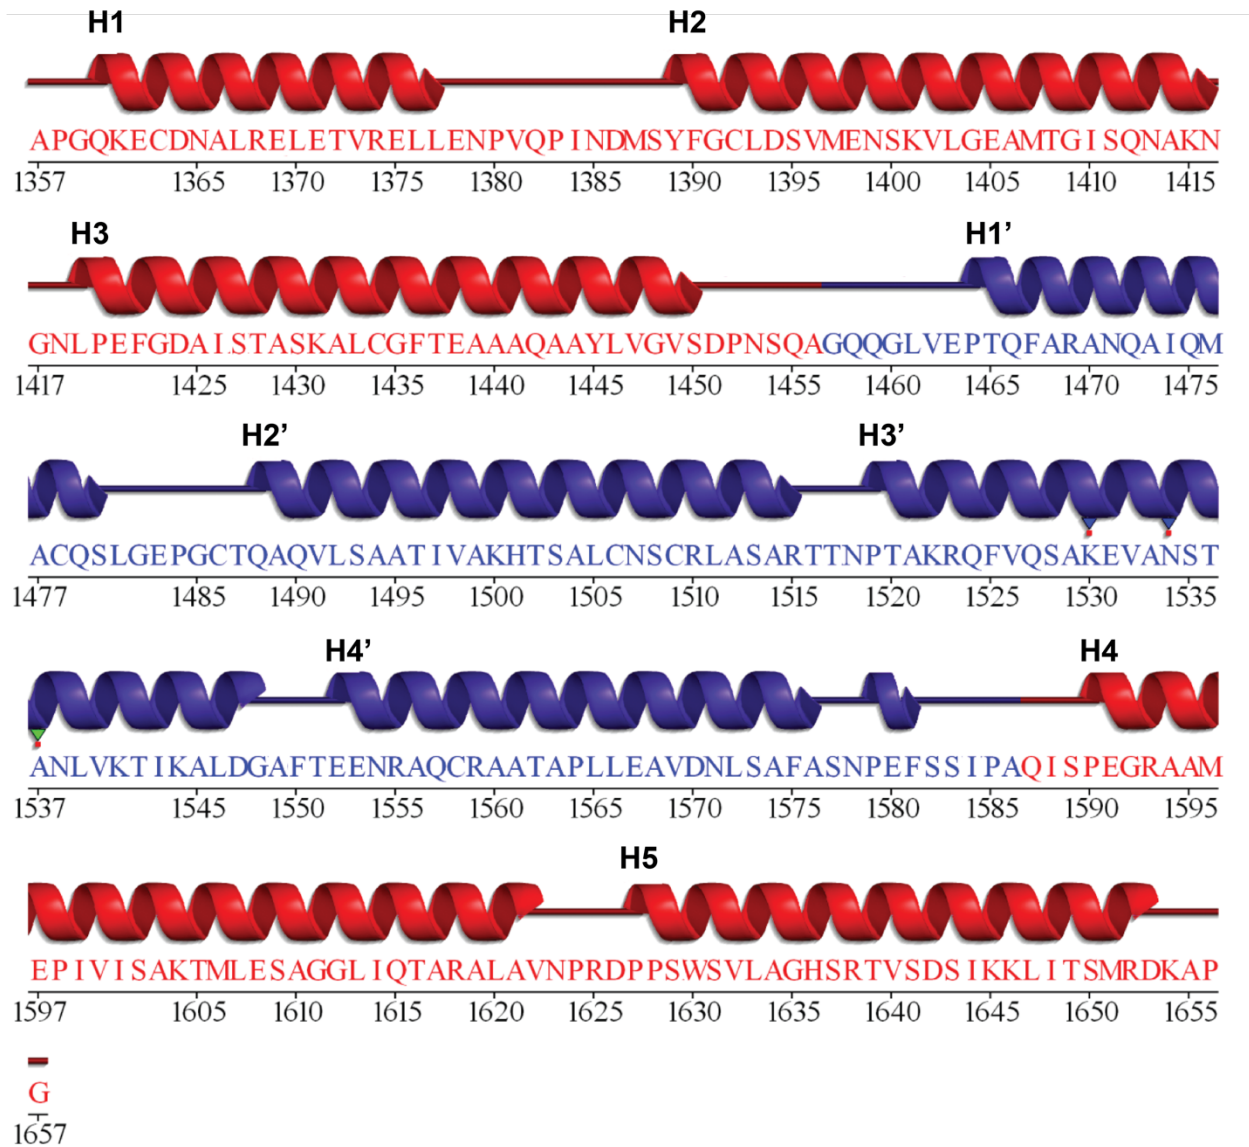 H1 H2
APGQKECDNALRELETVRELLENPVQPINDMSYFGCLDSVMENSKVLGEAMTGISQNAKN
1357 1365 1370 1375 1380 1385 1390 1395 1400 1405 1410 1415
H3 H1’
GNLPEFGDAISTASKALCGFTEAAAQAAYLVGVSDPNSQAGQQGLVEPTQFARANQAIQM
1417 1425 1430 1435 1440 1445 1450 1455 1460 1465 1470 1475
H2’ H3’
ACQSLGEPGCTQAQVLSAATIVAKHTSALCNSCRLASARTTNPTAKRQFVQSAKEVANST
1477 1485 1490 1495 1500 1505 1510 1515 1520 1525 1530 1535
H4’ H4
ANLVKTIKALDGAFTEENRAQCRAATAPLLEAVDNLSAFASNPEFSSIPAQISPEGRAAM
1537 1545 1550 1555 1560 1565 1570 1575 1580 1585 1590 1595
H5
EPIVISAKTMLESAGGLIQTARALAVNPRDPPSWSVLAGHSRTVSDSIKKLITSMRDKAP
1597 1605 1610 1615 1620 1625 1630 1635 1640 1645 1650 1655
G
1657